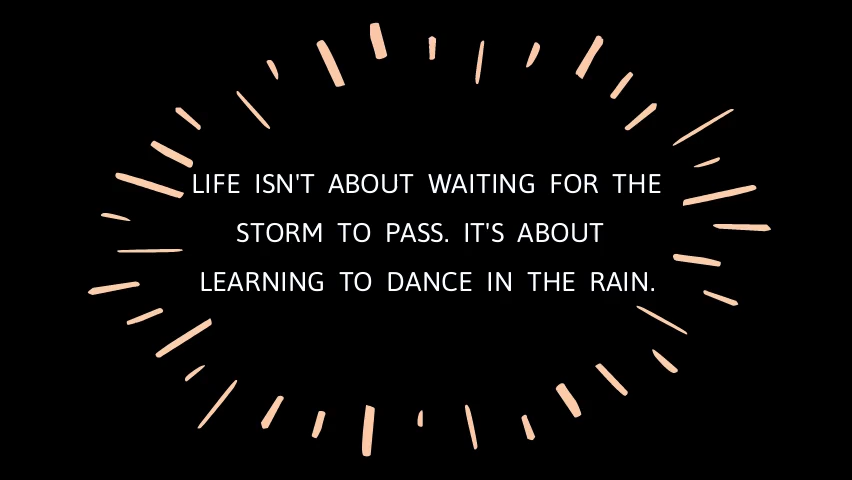 LIFE ISN'T ABOUT WAITING FOR THE
STORM TO PASS. IT'S ABOUT
LEARNING TO DANCE IN THE RAIN.